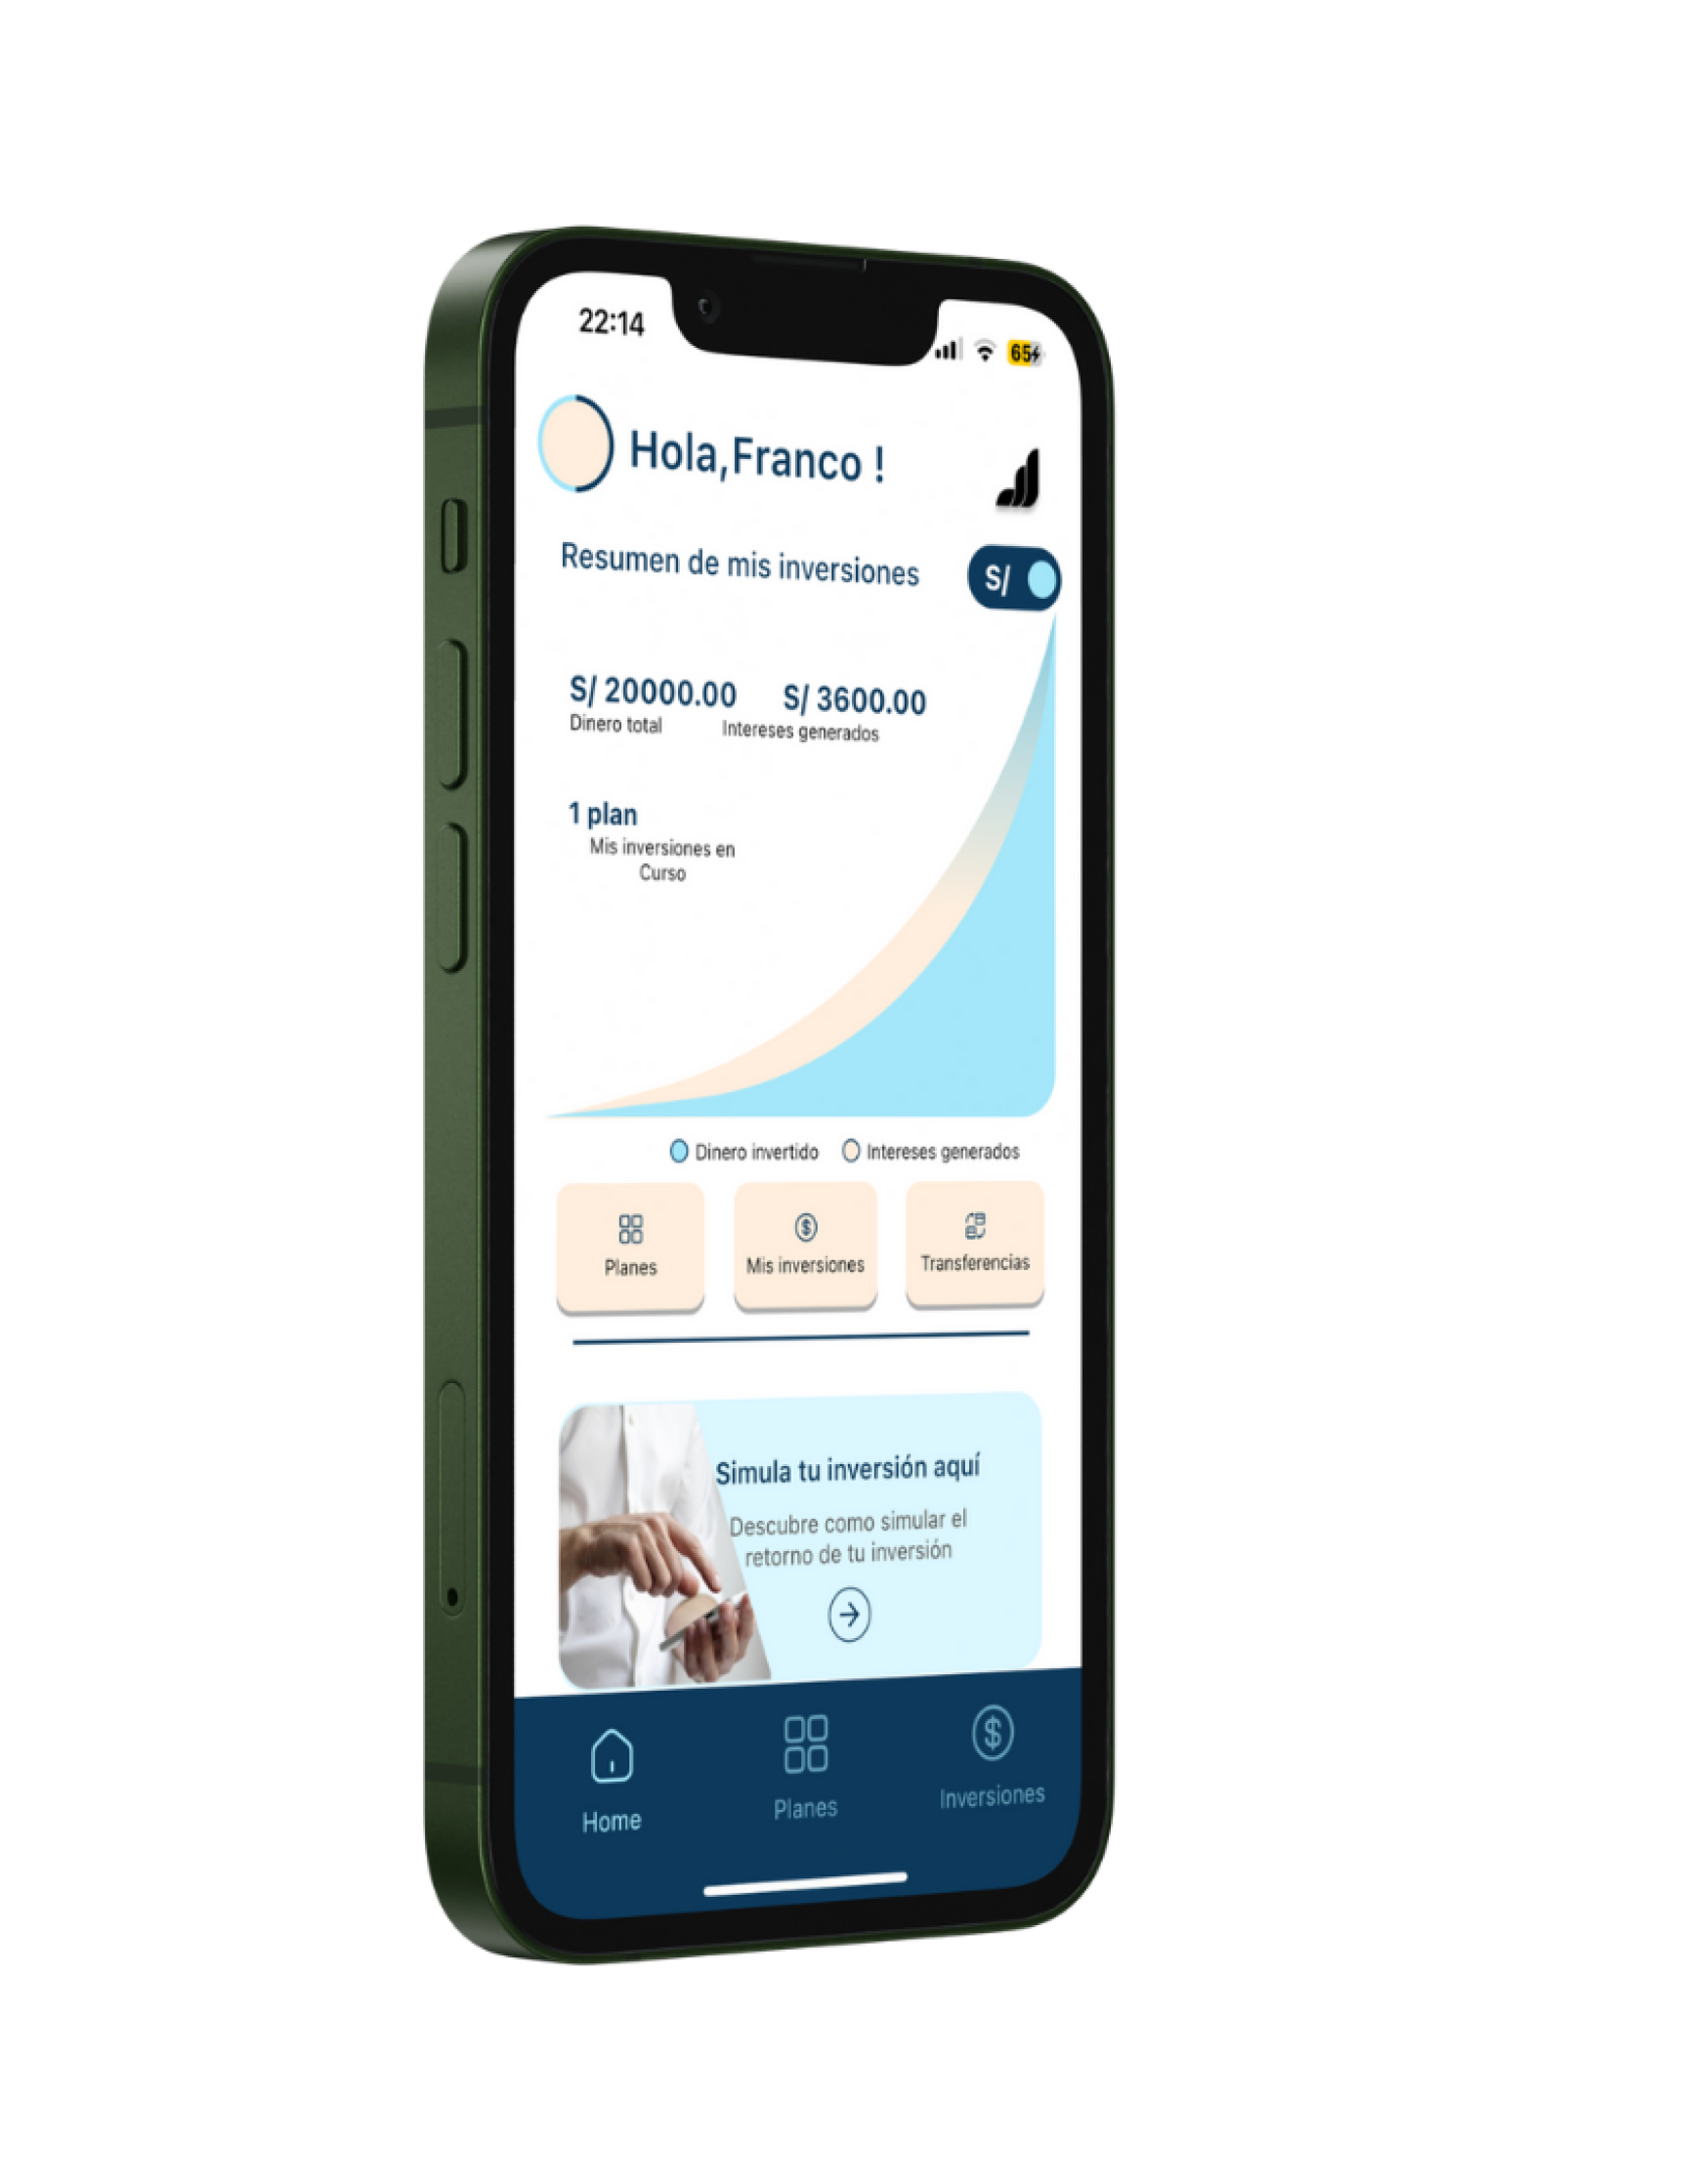 22:14
65
Hola,Franco !
Resumen de mis inversiones
S/
S/ 20000.00 S/ 3600.00
Dinero total Intereses generados
1 plan
Mis inversiones en
Curso
Dinero invertido Intereses generados
Planes Mis inversiones Transferencias
Simula tu inversión aquí
Descubre como simular el
retorno de tu inversión
Home Planes Inversiones